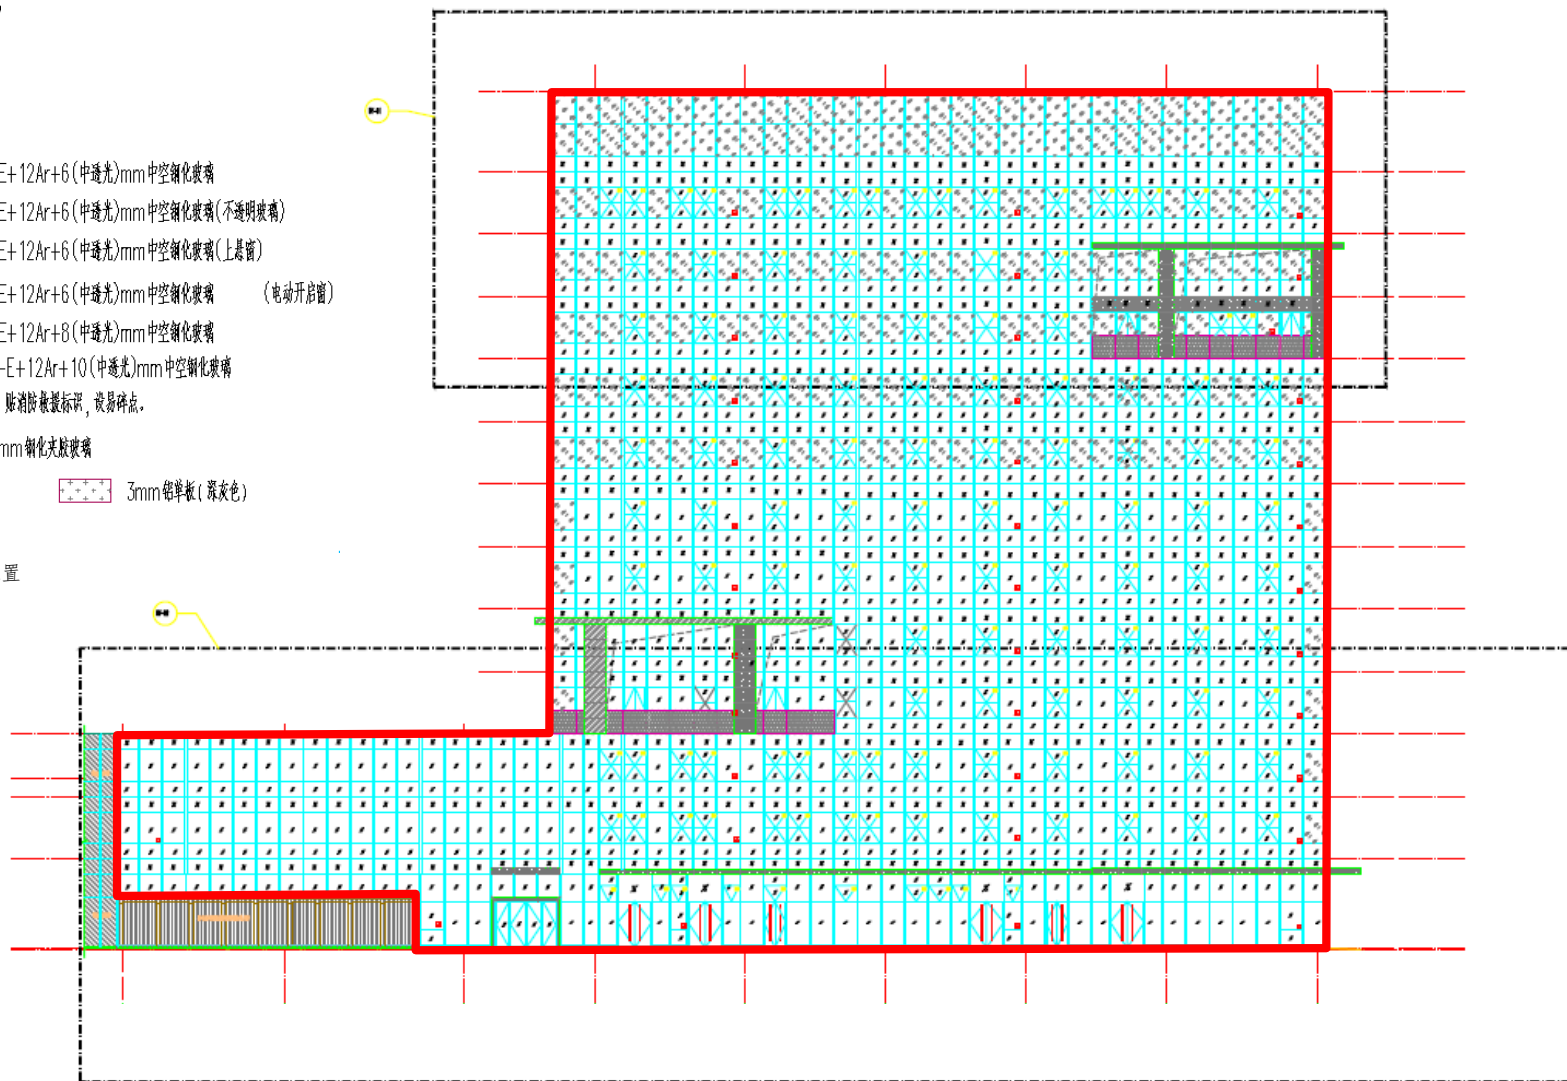 E+12Ar+6(中透光)mm中空钢化玻璃
E+12Ar+6(中透光)mm中空钢化玻璃(不透明玻璃)
E+12Ar+6(中透光)mm中空钢化玻璃(上悬窗)
E+12Ar+6(中透光)mm中空钢化玻璃 (电动开启窗)
E+12Ar+8(中透光)mm中空钢化玻璃
-E+12Ar+10(中透光)mm中空钢化玻璃
贴消防救援标识,设易碎点。
mm钢化夹胶玻璃
3mm铝单板(深灰色)
置